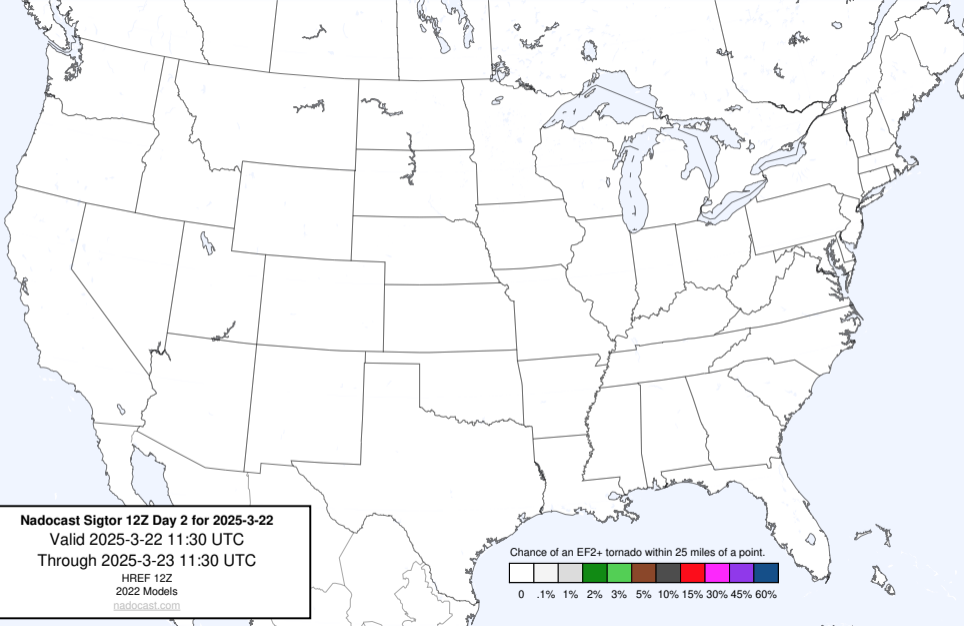 Nadocast Sigtor 12Z Day 2 for 2025-3-22
Valid 2025-3-22 11:30 UTC
Through 2025-3-23 11:30 UTC
HREF 12Z
2022 Models
nadocast.com
Chance of an EF2+ tornado within 25 miles of a point.
0 .1% 1% 2% 3% 5% 10% 15% 30% 45% 60%